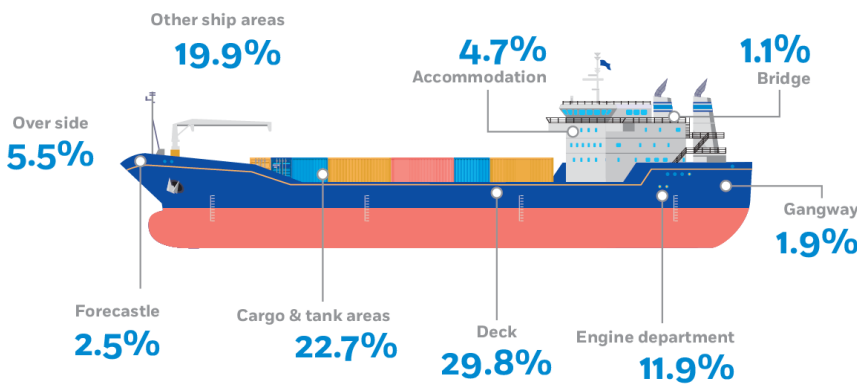 Other ship areas
19.9%
4.7%
Accommodation
1.1%
Bridge
Over side
5.5%
Gangway
1.9%
Forecastle
2.5%
Cargo & tank areas
22.7%
Deck
29.8%
Engine department
11.9%